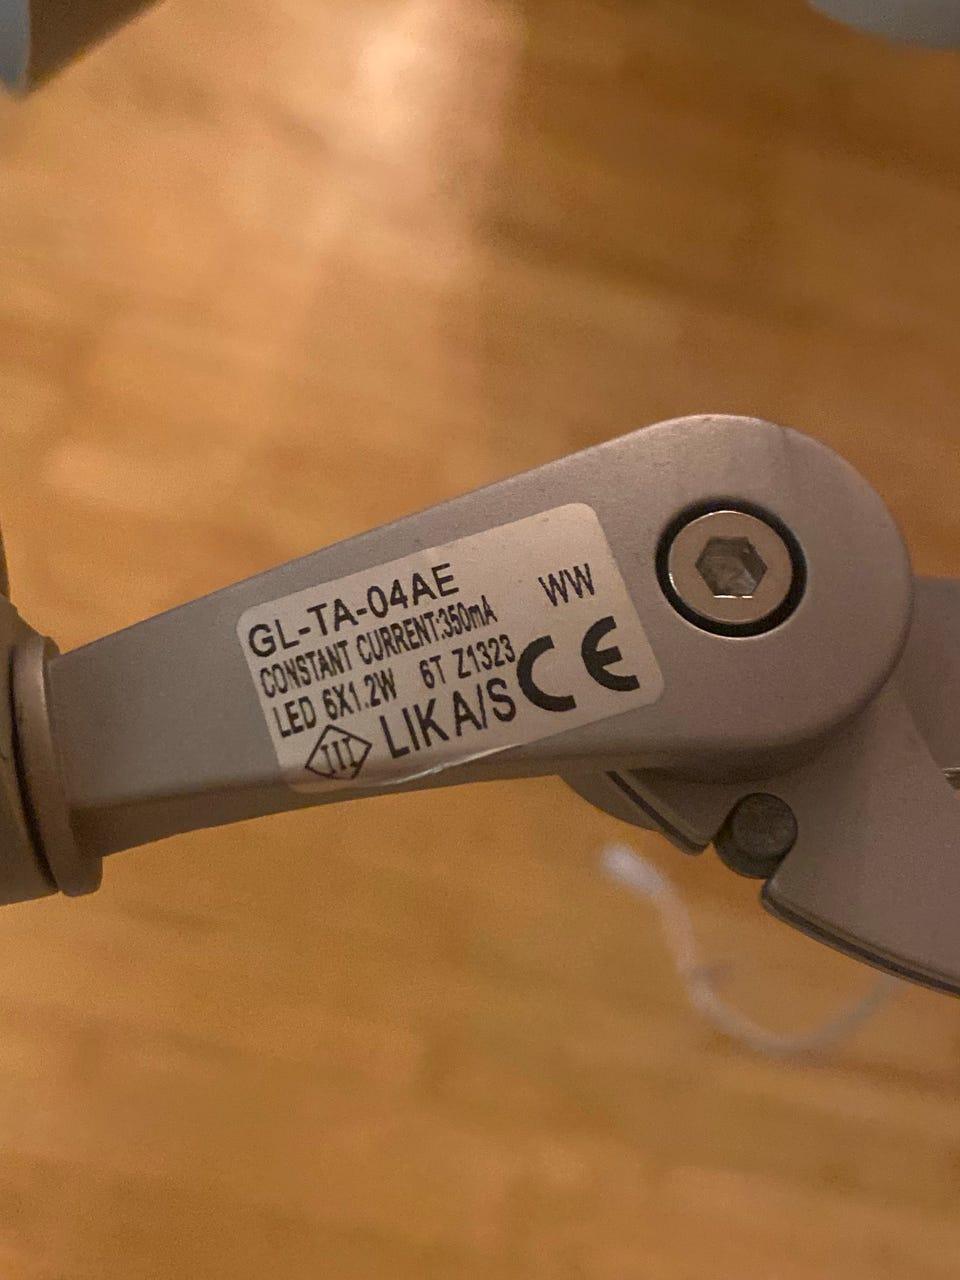 GL-TA-04AE WW
CONSTANT CURRENT:350mA
LED 6X1.2W 6T Z1323
III LIK A/S CE